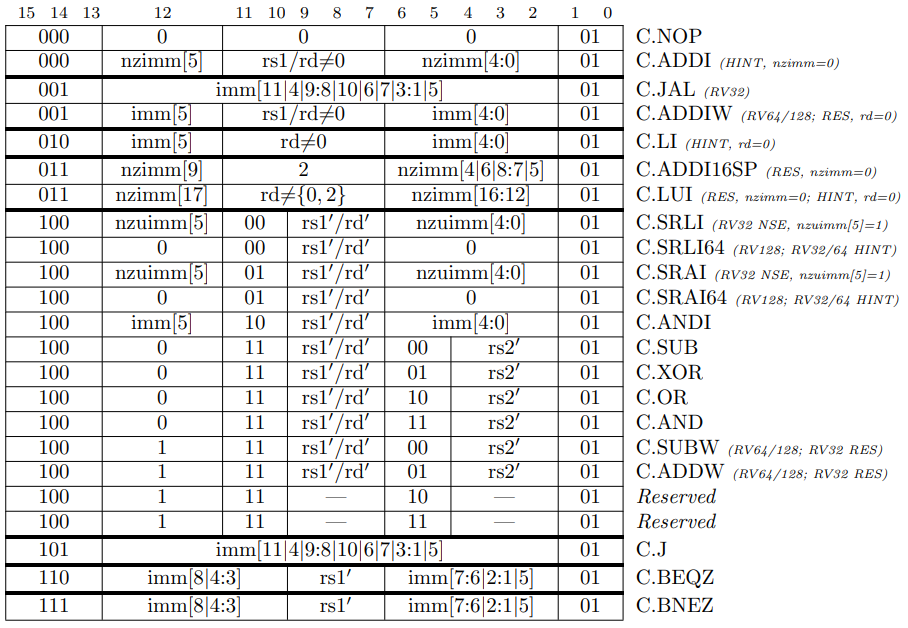 15 14 13 12 11 10 9 8 7 6 5 4 3 2 1 0
000 0 0 0 01 C.NOP
000 nzimm[5] rs1/rd≠0 nzimm[4:0] 01 C.ADDI (HINT, nzimm=0)
001 imm[11|4|9:8|10|6|7|3:1|5] 01 C.JAL (RV32)
001 imm[5] rs1/rd≠0 imm[4:0] 01 C.ADDIW (RV64/128; RES, rd=0)
010 imm[5] rd≠0 imm[4:0] 01 C.LI (HINT, rd=0)
011 nzimm[9] 2 nzimm[4|6|8:7|5] 01 C.ADDI16SP (RES, nzimm=0)
011 nzimm[17] rd≠{0, 2} nzimm[16:12] 01 C.LUI (RES, nzimm=0; HINT, rd=0)
100 nzuimm[5] 00 rs1′/rd′ nzuimm[4:0] 01 C.SRLI (RV32 NSE, nzuimm[5]=1)
100 0 00 rs1′/rd′ 0 01 C.SRLI64 (RV128; RV32/64 HINT)
100 nzuimm[5] 01 rs1′/rd′ nzuimm[4:0] 01 C.SRAI (RV32 NSE, nzuimm[5]=1)
100 0 01 rs1′/rd′ 0 01 C.SRAI64 (RV128; RV32/64 HINT)
100 imm[5] 10 rs1′/rd′ imm[4:0] 01 C.ANDI
100 0 11 rs1′/rd′ 00 rs2′ 01 C.SUB
100 0 11 rs1′/rd′ 01 rs2′ 01 C.XOR
100 0 11 rs1′/rd′ 10 rs2′ 01 C.OR
100 0 11 rs1′/rd′ 11 rs2′ 01 C.AND
100 1 11 rs1′/rd′ 00 rs2′ 01 C.SUBW (RV64/128; RV32 RES)
100 1 11 rs1′/rd′ 01 rs2′ 01 C.ADDW (RV64/128; RV32 RES)
100 1 11 — 10 — 01 Reserved
100 1 11 — 11 — 01 Reserved
101 imm[11|4|9:8|10|6|7|3:1|5] 01 C.J
110 imm[8|4:3] rs1′ imm[7:6|2:1|5] 01 C.BEQZ
111 imm[8|4:3] rs1′ imm[7:6|2:1|5] 01 C.BNEZ